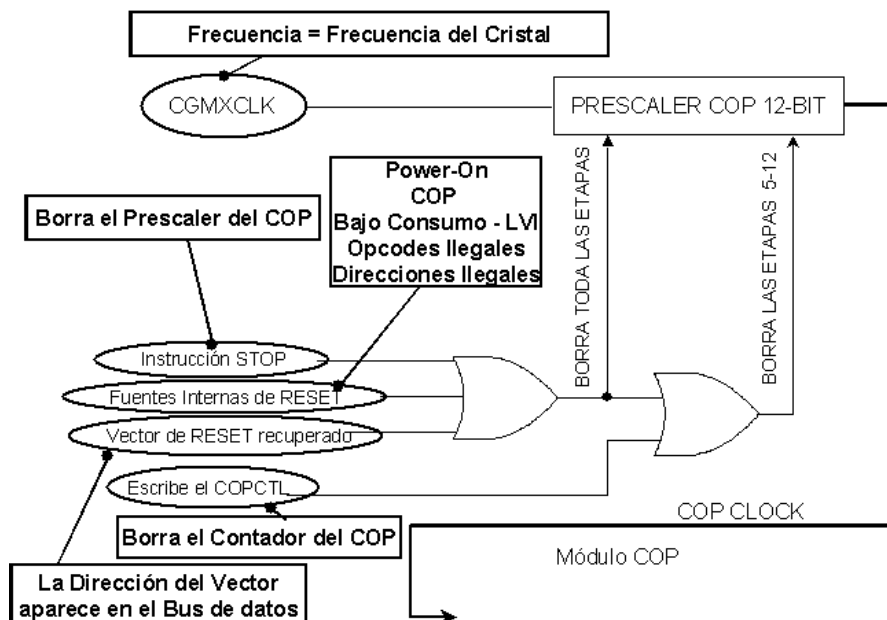 Frecuencia = Frecuencia del Cristal
CGMXCLK
PRESCALER COP 12-BIT
Power-On
COP
Bajo Consumo - LVI
Opcodes Ilegales
Direcciones Ilegales
Borra el Prescaler del COP
BORRA TODA LAS ETAPAS
BORRA LAS ETAPAS 5-12
Instrucción STOP
Fuentes Internas de RESET
Vector de RESET recuperado
Escribe el COPCTL
Borra el Contador del COP
COP CLOCK
Módulo COP
La Dirección del Vector
aparece en el Bus de datos